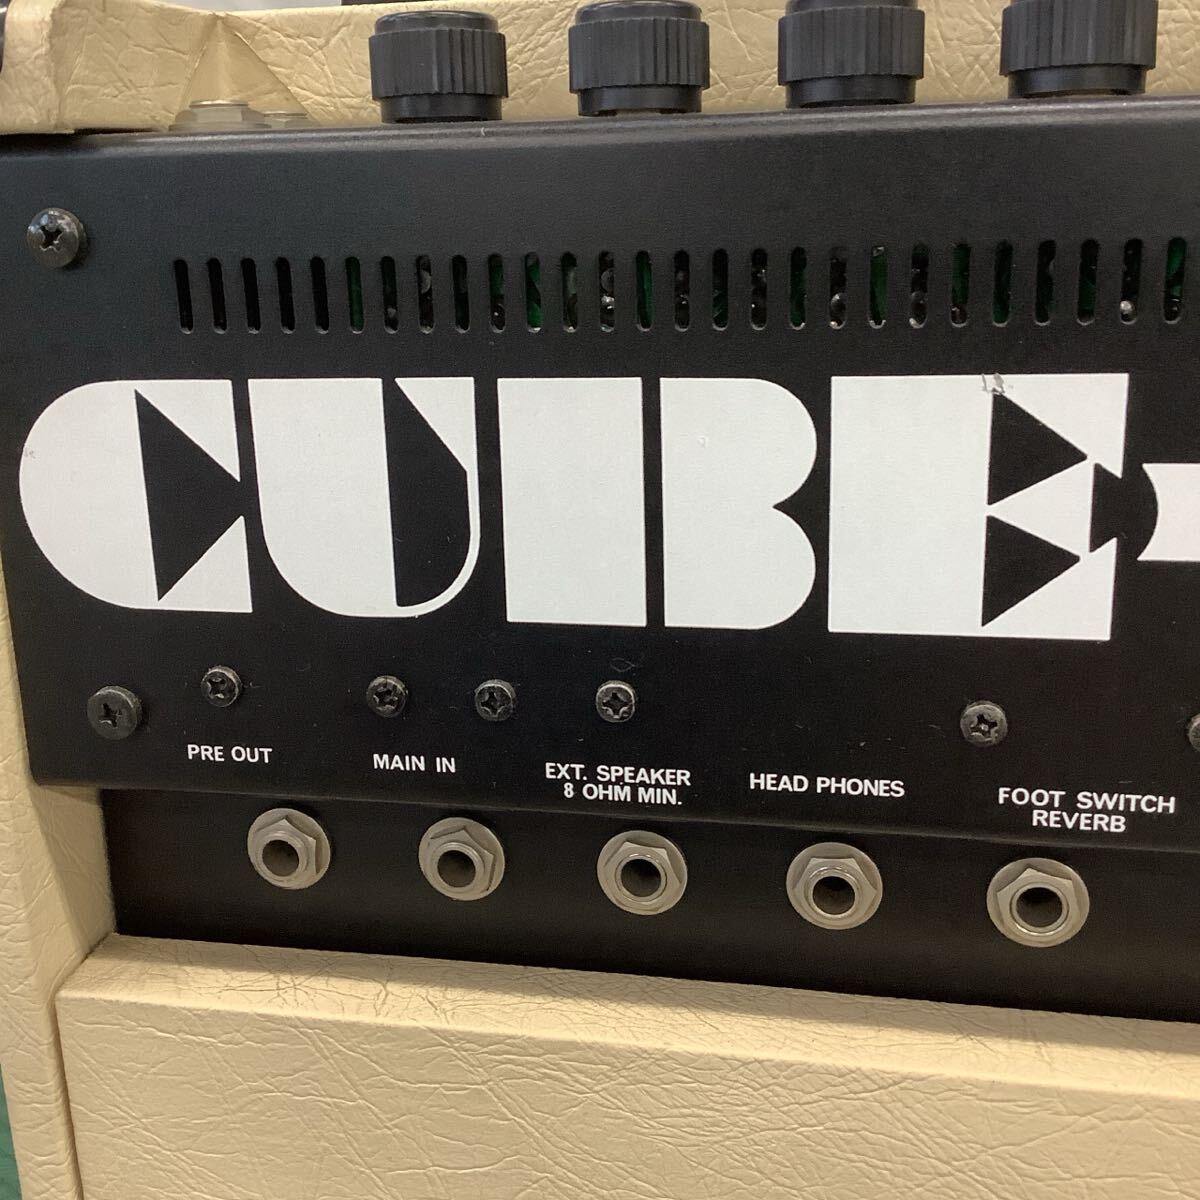 CUBE-
PRE OUT
MAIN IN
EXT. SPEAKER
8 OHM MIN.
HEAD PHONES
FOOT SWITCH
REVERB